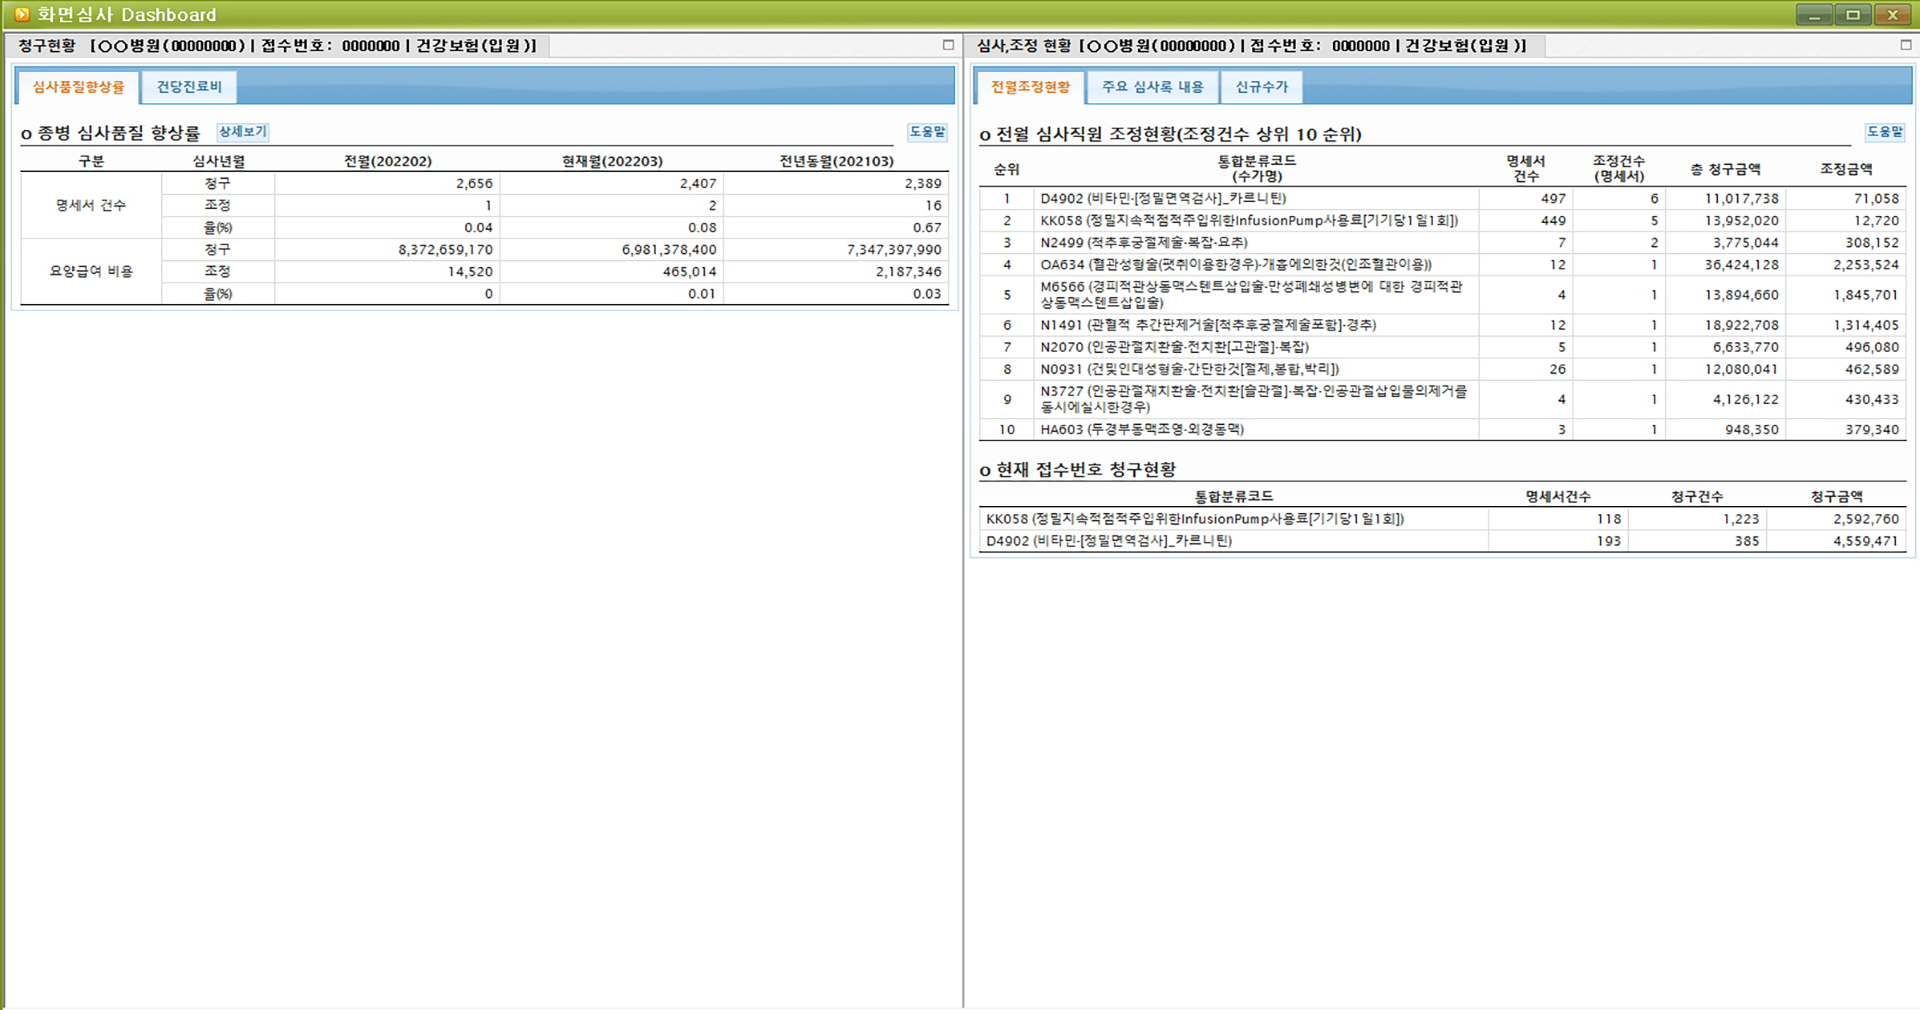 화면심사 Dashboard
청구현황 [○○병원(00000000) | 접수번호: 0000000 | 건강보험(입원)]
심사품질향상률 건당진료비
o 종병 심사품질 향상률 상세보기 도움말
구분 심사년월 전월(202202) 현재월(202203) 전년동월(202103)
명세서 건수 청구 2,656 2,407 2,389
조정 1 2 16
율(%) 0.04 0.08 0.67
요양급여 비용 청구 8,372,659,170 6,981,378,400 7,347,397,990
조정 14,520 465,014 2,187,346
율(%) 0 0.01 0.03
심사,조정 현황 [○○병원(00000000) | 접수번호: 0000000 | 건강보험(입원)]
전월조정현황 주요 심사록 내용 신규수가
o 전월 심사직원 조정현황(조정건수 상위 10 순위) 도움말
순위 통합분류코드 (수가명) 명세서 건수 조정건수 (명세서) 총 청구금액 조정금액
1 D4902 (비타민-[정밀면역검사]_카르니틴) 497 6 11,017,738 71,058
2 KK058 (정밀지속적점적주입위한InfusionPump사용료[기기당1일1회]) 449 5 13,952,020 12,720
3 N2499 (척추후궁절제술-복잡-요추) 7 2 3,775,044 308,152
4 OA634 (혈관성형술(팻취이용한경우)-개흉에의한것(인조혈관이용)) 12 1 36,424,128 2,253,524
5 M6566 (경피적관상동맥스텐트삽입술-만성폐쇄성병변에 대한 경피적관
상동맥스텐트삽입술) 4 1 13,894,660 1,845,701
6 N1491 (관혈적 추간판제거술[척추후궁절제술포함]-경추) 12 1 18,922,708 1,314,405
7 N2070 (인공관절치환술-전치환[고관절]-복잡) 5 1 6,633,770 496,080
8 N0931 (건및인대성형술-간단한것[절제,봉합,박리]) 26 1 12,080,041 462,589
9 N3727 (인공관절재치환술-전치환[슬관절]-복잡-인공관절삽입물의제거를
동시에실시한경우) 4 1 4,126,122 430,433
10 HA603 (두경부동맥조영-외경동맥) 3 1 948,350 379,340
o 현재 접수번호 청구현황
통합분류코드 명세서건수 청구건수 청구금액
KK058 (정밀지속적점적주입위한InfusionPump사용료[기기당1일1회]) 118 1,223 2,592,760
D4902 (비타민-[정밀면역검사]_카르니틴) 193 385 4,559,471